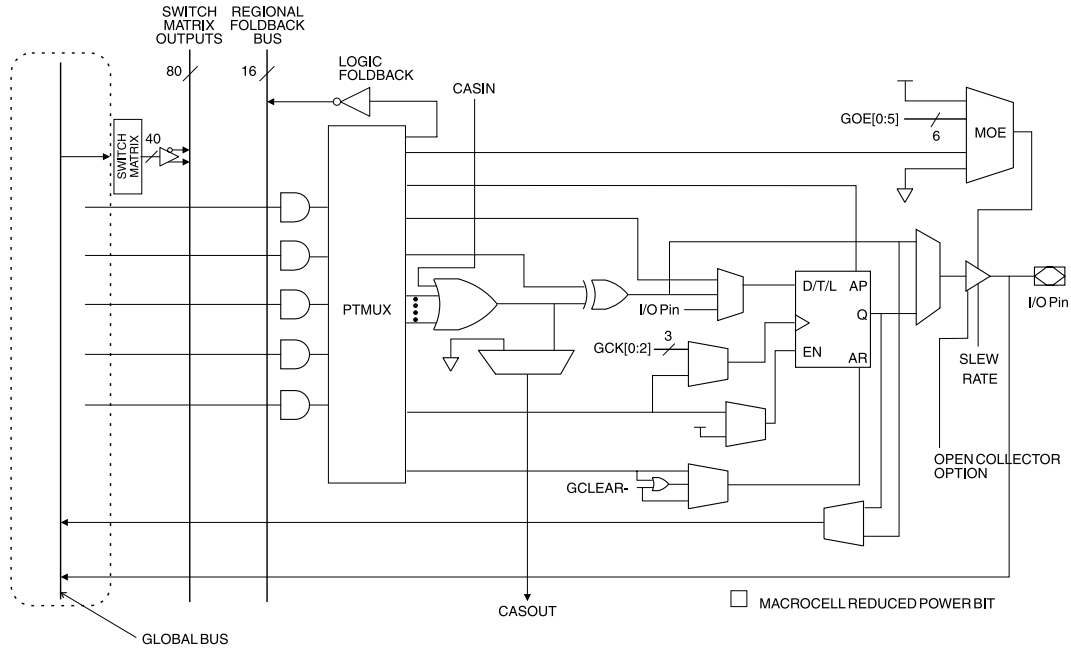 SWITCH
MATRIX
OUTPUTS
REGIONAL
FOLDBACK
BUS
80
16
LOGIC
FOLDBACK
CASIN
SWITCH
MATRIX
40
GOE[0:5]
6
MOE
PTMUX
I/O Pin
D/T/L
AP
Q
EN
AR
GCK[0:2]
3
I/O Pin
SLEW
RATE
OPEN COLLECTOR
OPTION
GCLEAR-
CASOUT
MACROCELL REDUCED POWER BIT
GLOBAL BUS